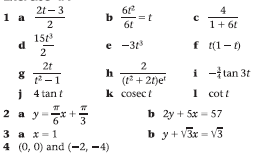 1 a (2t − 3)/2 b 6t²/6t = t c 4/(1 + 6t)
d 15t³/2 e −3t³ f t(1 − t)
g 2t/(t² − 1) h 2/((t² + 2t)eᵗ) i −¾ tan 3t
j 4 tan t k cosec t l cot t
2 a y = π/6 x + π/3 b 2y + 5x = 57
3 a x = 1 b y + √3x = √3
4 (0, 0) and (−2, −4)